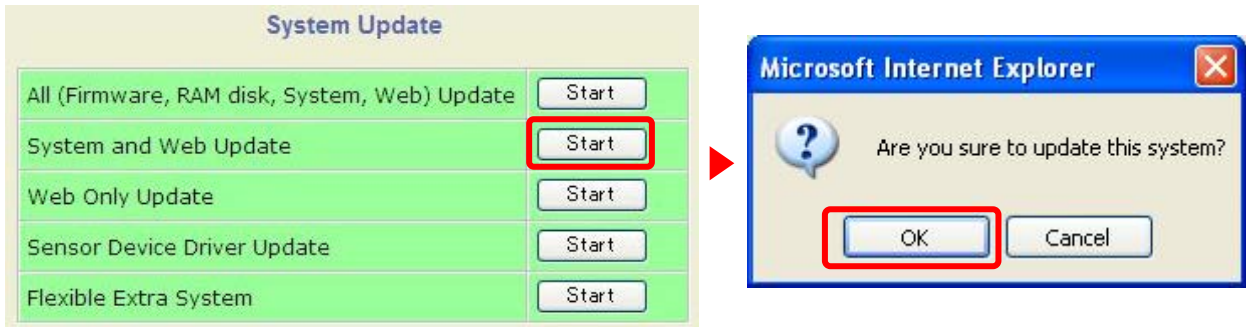 System Update
All (Firmware, RAM disk, System, Web) Update Start
System and Web Update Start
Web Only Update Start
Sensor Device Driver Update Start
Flexible Extra System Start
Microsoft Internet Explorer
Are you sure to update this system?
OK Cancel